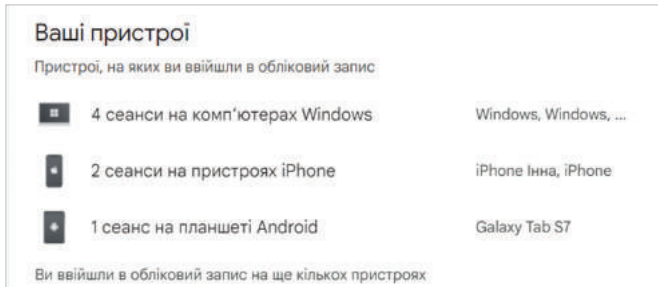 Ваші пристрої
Пристрої, на яких ви ввійшли в обліковий запис
4 сеанси на комп'ютерах Windows Windows, Windows, ...
2 сеанси на пристроях iPhone iPhone Інна, iPhone
1 сеанс на планшеті Android Galaxy Tab S7
Ви ввійшли в обліковий запис на ще кількох пристроях